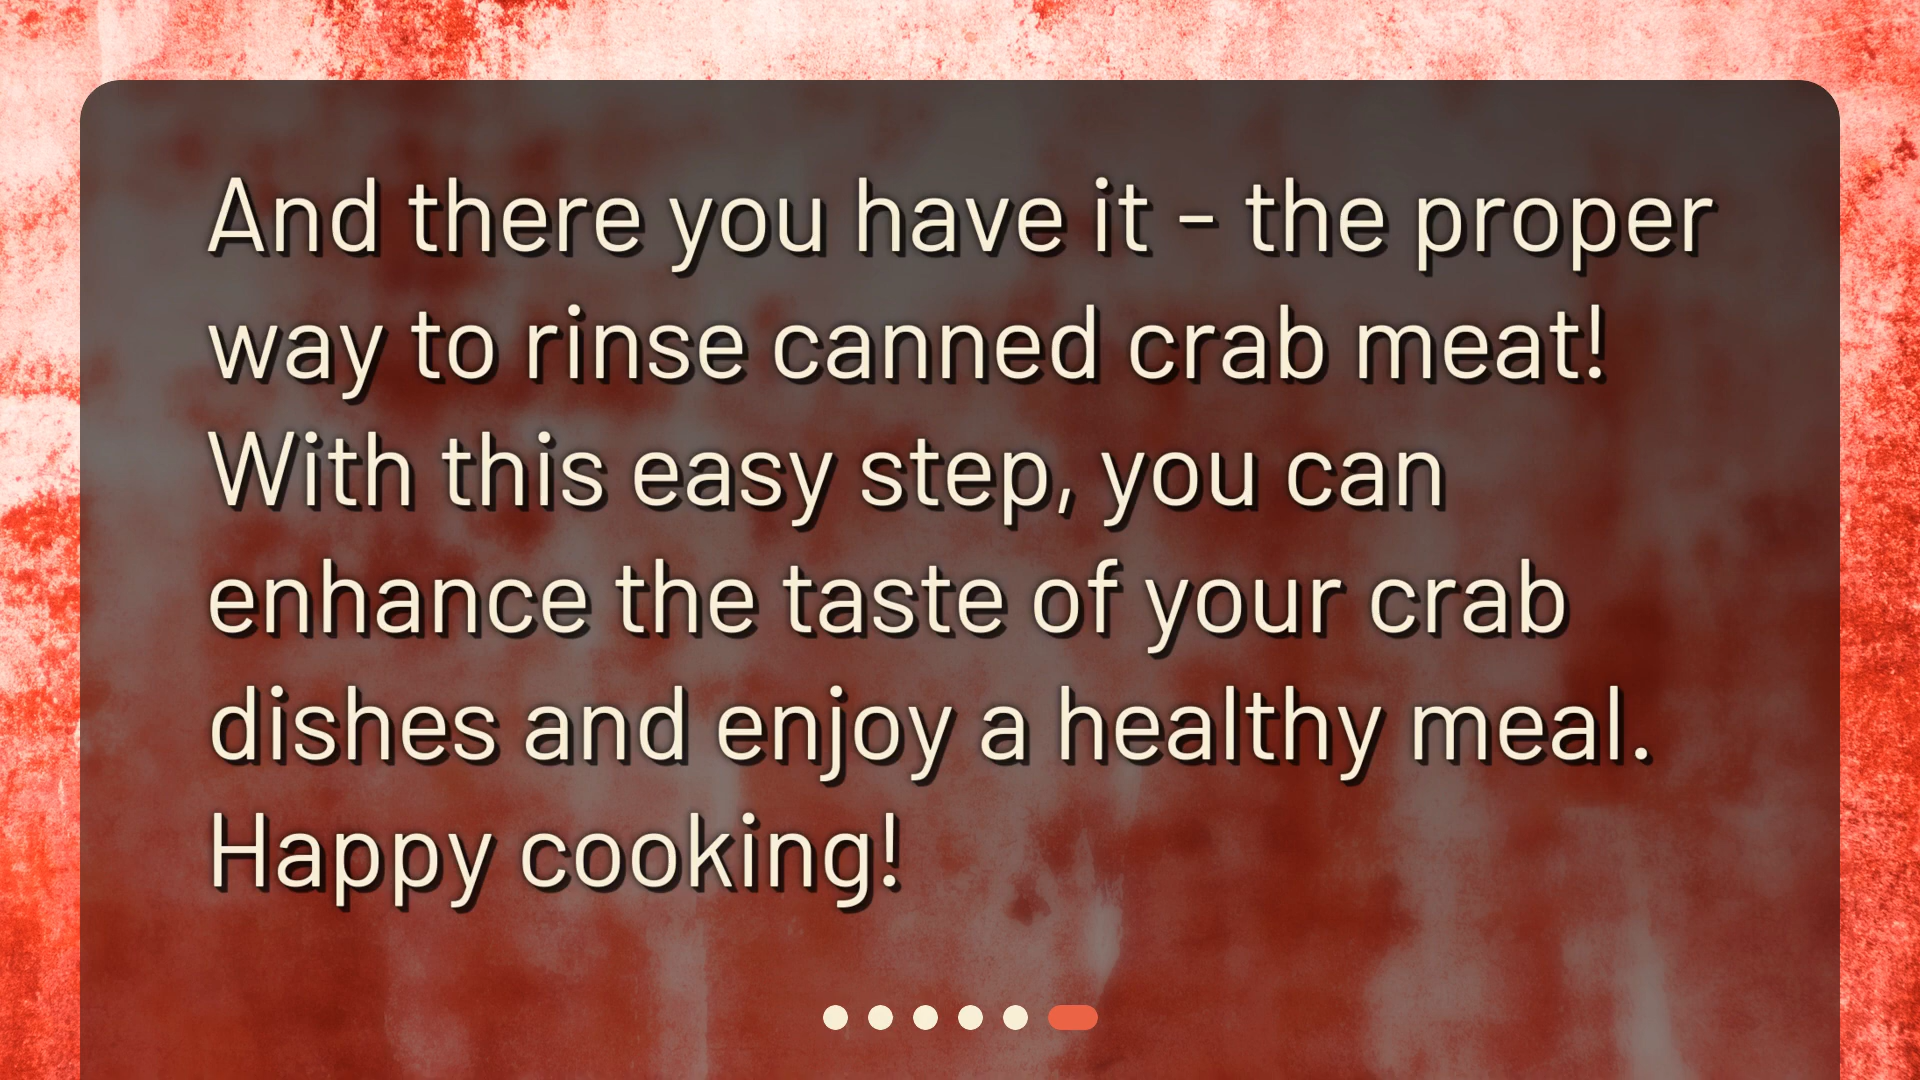 And there you have it - the proper
way to rinse canned crab meat!
With this easy step, you can
enhance the taste of your crab
dishes and enjoy a healthy meal.
Happy cooking!